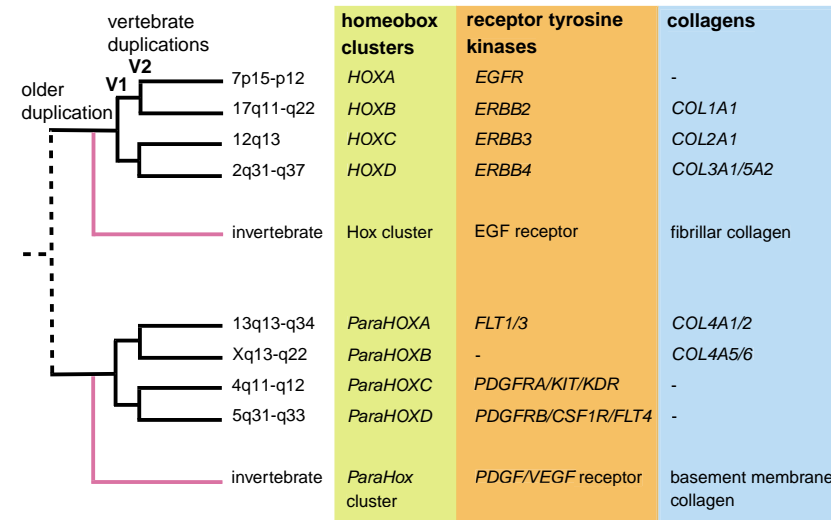 vertebrate
duplications
homeobox
clusters
receptor tyrosine
kinases
collagens
older
duplication
V1
V2
7p15-p12 HOXA EGFR -
17q11-q22 HOXB ERBB2 COL1A1
12q13 HOXC ERBB3 COL2A1
2q31-q37 HOXD ERBB4 COL3A1/5A2
invertebrate Hox cluster EGF receptor fibrillar collagen
13q13-q34 ParaHOXA FLT1/3 COL4A1/2
Xq13-q22 ParaHOXB - COL4A5/6
4q11-q12 ParaHOXC PDGFRA/KIT/KDR -
5q31-q33 ParaHOXD PDGFRB/CSF1R/FLT4 -
invertebrate ParaHox PDGF/VEGF receptor basement membrane
cluster collagen